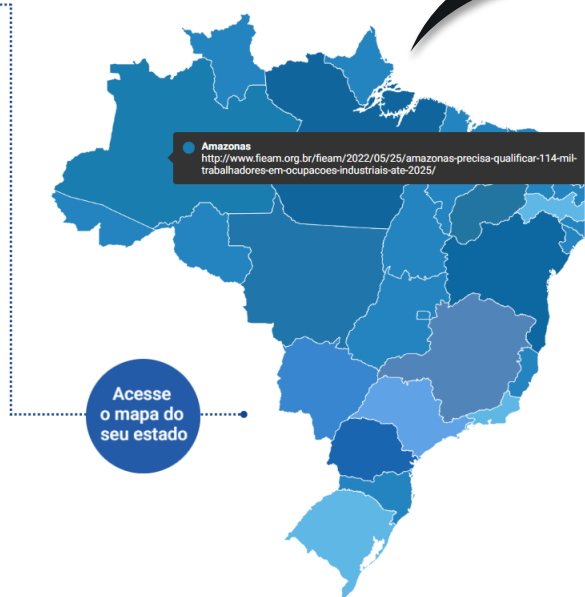 Amazonas
http://www.fieam.org.br/fieam/2022/05/25/amazonas-precisa-qualificar-114-mil-
trabalhadores-em-ocupacoes-industriais-ate-2025/
Acesse
o mapa do
seu estado